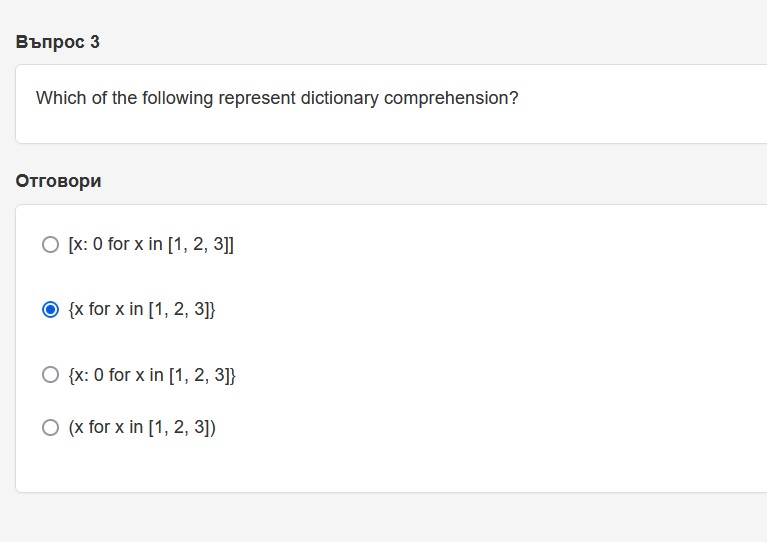 Въпрос 3
Which of the following represent dictionary comprehension?
Отговори
[x: 0 for x in [1, 2, 3]]
{x for x in [1, 2, 3]}
{x: 0 for x in [1, 2, 3]}
(x for x in [1, 2, 3])